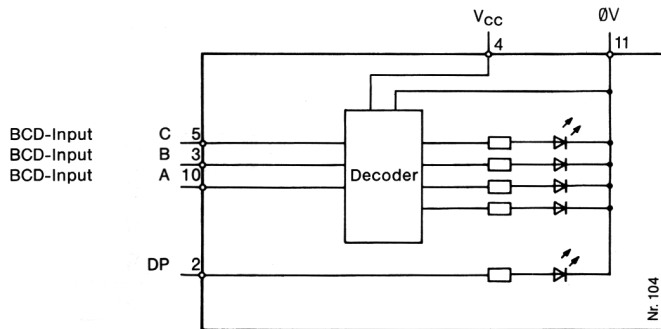 VCC ØV
4 11
BCD-Input C 5
BCD-Input B 3
BCD-Input A 10
Decoder
DP 2
Nr. 104